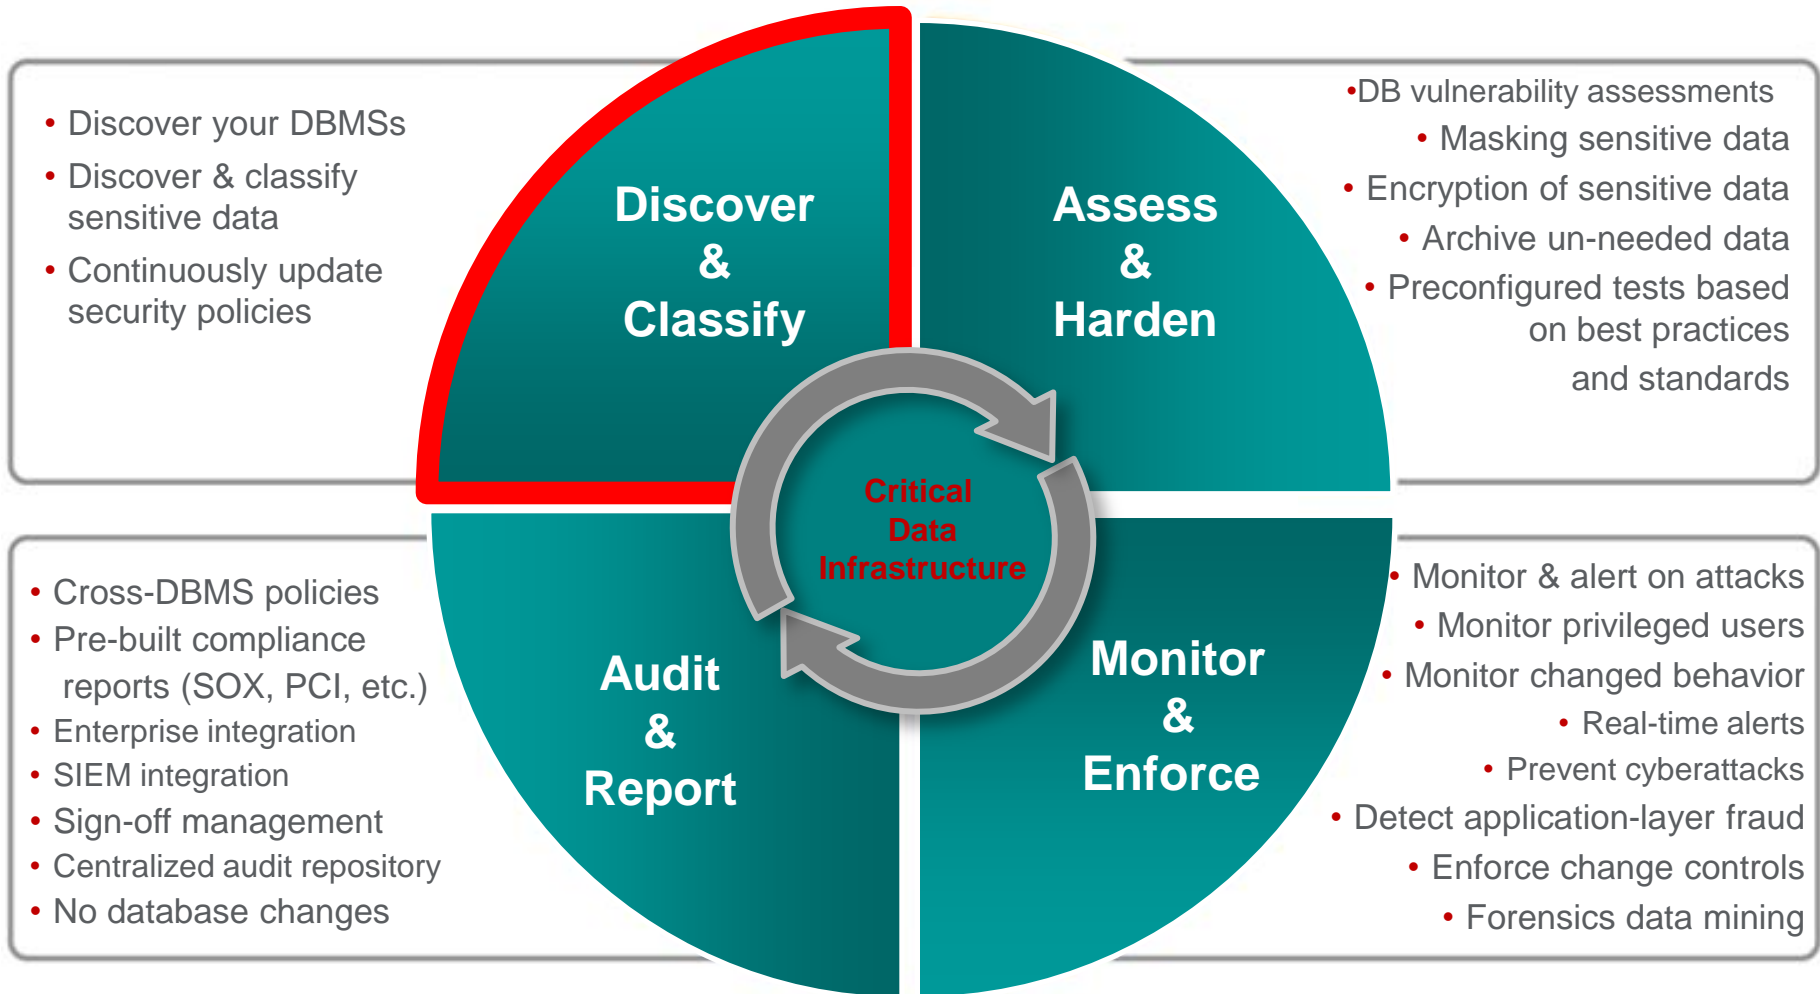 • Discover your DBMSs
• Discover & classify
sensitive data
• Continuously update
security policies
Discover
&
Classify
Assess
&
Harden
•DB vulnerability assessments
• Masking sensitive data
• Encryption of sensitive data
• Archive un-needed data
• Preconfigured tests based
on best practices
and standards
Critical
Data
Infrastructure
• Cross-DBMS policies
• Pre-built compliance
reports (SOX, PCI, etc.)
• Enterprise integration
• SIEM integration
• Sign-off management
• Centralized audit repository
• No database changes
Audit
&
Report
Monitor
&
Enforce
• Monitor & alert on attacks
• Monitor privileged users
• Monitor changed behavior
• Real-time alerts
• Prevent cyberattacks
• Detect application-layer fraud
• Enforce change controls
• Forensics data mining